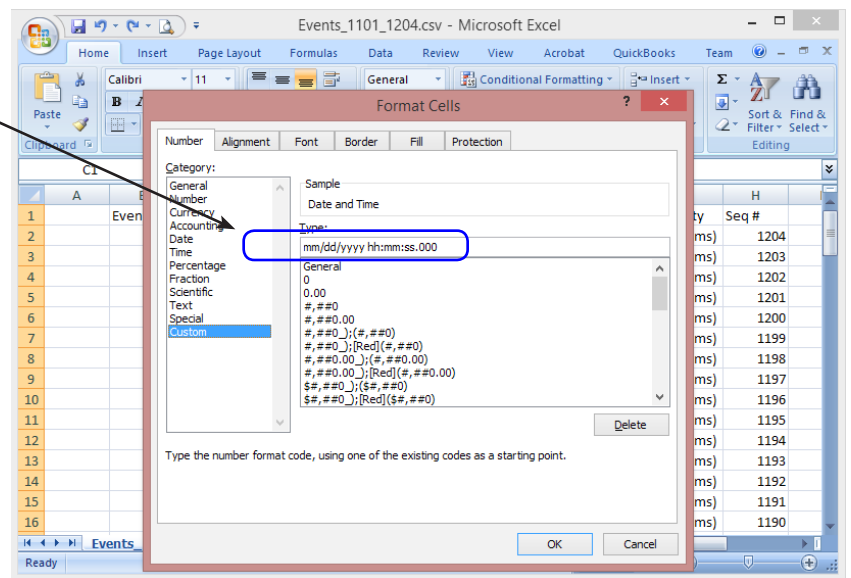 Events_1101_1204.csv - Microsoft Excel
Home Insert Page Layout Formulas Data Review View Acrobat QuickBooks Team
Calibri 11 General Conditional Formatting Insert
Paste B Sort & Filter Find & Select
Clipboard Editing
C1
Format Cells
Number Alignment Font Border Fill Protection
Category:
General
Number
Currency
Accounting
Date
Time
Percentage
Fraction
Scientific
Text
Special
Custom
Sample
Date and Time
Type:
mm/dd/yyyy hh:mm:ss.000
General
0
0.00
#,##0
#,##0.00
#,##0_);(#,##0)
#,##0_);[Red](#,##0)
#,##0.00_);(#,##0.00)
#,##0.00_);[Red](#,##0.00)
$#,##0_);($#,##0)
$#,##0_);[Red]($#,##0)
Delete
Type the number format code, using one of the existing codes as a starting point.
OK Cancel
A H
1 Even ty Seq #
2 ms) 1204
3 ms) 1203
4 ms) 1202
5 ms) 1201
6 ms) 1200
7 ms) 1199
8 ms) 1198
9 ms) 1197
10 ms) 1196
11 ms) 1195
12 ms) 1194
13 ms) 1193
14 ms) 1192
15 ms) 1191
16 ms) 1190
Events_
Ready